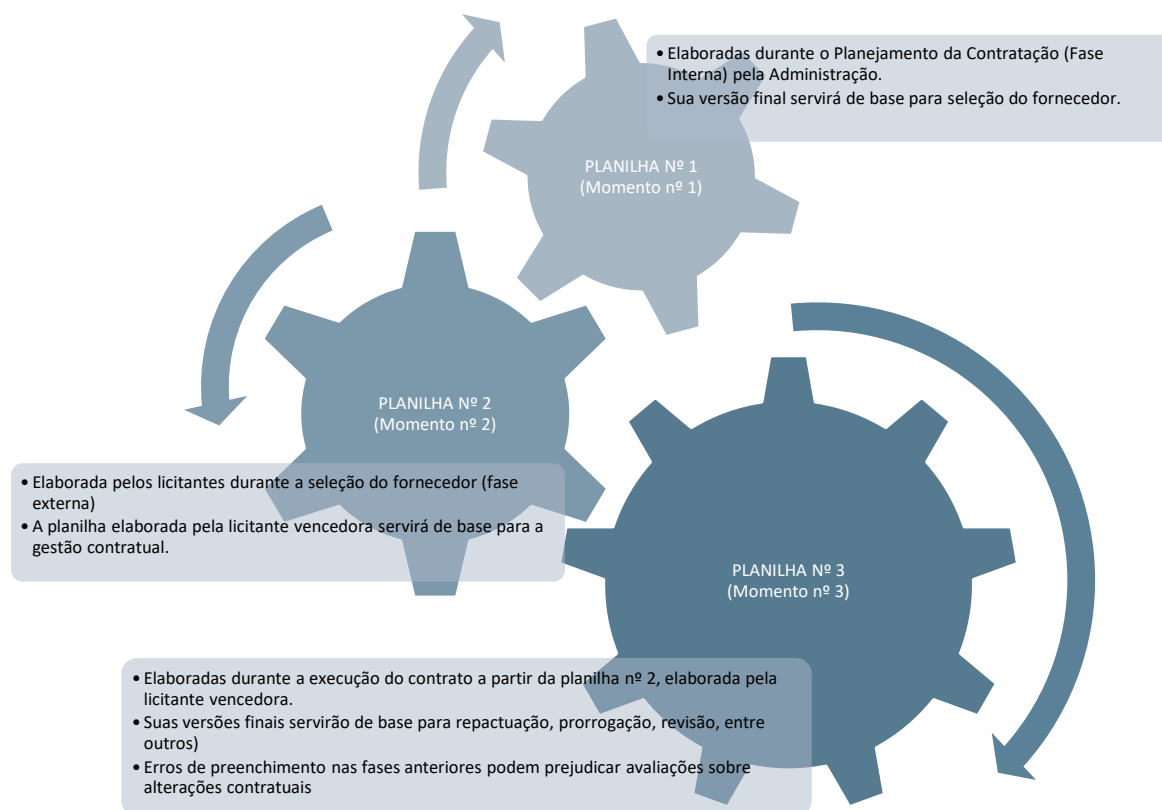 • Elaboradas durante o Planejamento da Contratação (Fase
Interna) pela Administração.
• Sua versão final servirá de base para seleção do fornecedor.
PLANILHA Nº 1
(Momento nº 1)
PLANILHA Nº 2
(Momento nº 2)
• Elaborada pelos licitantes durante a seleção do fornecedor (fase
externa)
• A planilha elaborada pela licitante vencedora servirá de base para a
gestão contratual.
PLANILHA Nº 3
(Momento nº 3)
• Elaboradas durante a execução do contrato a partir da planilha nº 2, elaborada pela
licitante vencedora.
• Suas versões finais servirão de base para repactuação, prorrogação, revisão, entre
outros)
• Erros de preenchimento nas fases anteriores podem prejudicar avaliações sobre
alterações contratuais